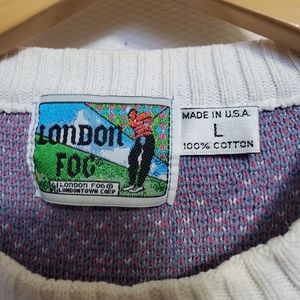 LONDON
FOG®
LONDON FOG®
LONDONTOWN CORP
MADE IN U.S.A.
L
100% COTTON